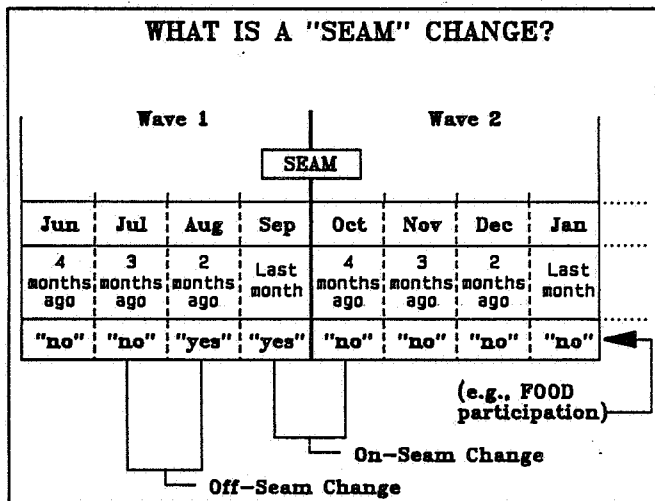 WHAT IS A "SEAM" CHANGE?
Wave 1 Wave 2
SEAM
Jun Jul Aug Sep Oct Nov Dec Jan
4 months ago 3 months ago 2 months ago Last month 4 months ago 3 months ago 2 months ago Last month
"no" "no" "yes" "yes" "no" "no" "no" "no"
(e.g., FOOD
participation)
On-Seam Change
Off-Seam Change